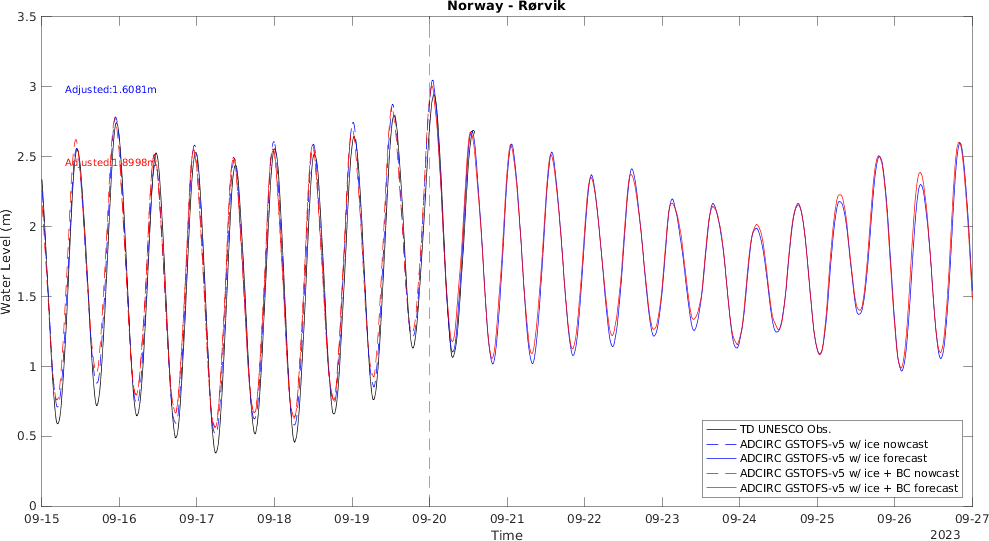 Norway - Rørvik
3.5
3
2.5
2
1.5
1
0.5
0
Water Level (m)
Adjusted:1.6081m
Adjusted:1.8998m
TD UNESCO Obs.
ADCIRC GSTOFS-v5 w/ ice nowcast
ADCIRC GSTOFS-v5 w/ ice forecast
ADCIRC GSTOFS-v5 w/ ice + BC nowcast
ADCIRC GSTOFS-v5 w/ ice + BC forecast
09-15 09-16 09-17 09-18 09-19 09-20 09-21 09-22 09-23 09-24 09-25 09-26 09-27
Time
2023